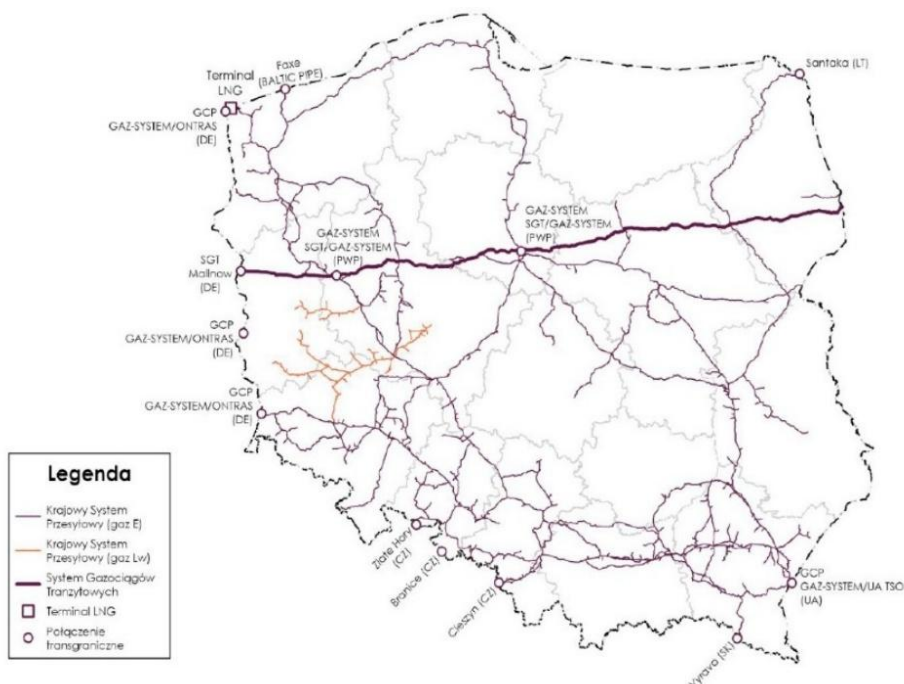 Faxe
(BALTIC PIPE)
Terminal
LNG
GCP
GAZ-SYSTEM/ONTRAS
(DE)
Santaka (LT)
GAZ-SYSTEM
SGT/GAZ-SYSTEM
(PWP)
GAZ-SYSTEM
SGT/GAZ-SYSTEM
(PWP)
SGT
Mallnow
(DE)
GCP
GAZ-SYSTEM/ONTRAS
(DE)
GCP
GAZ-SYSTEM/ONTRAS
(DE)
Zlate Hory
(CZ)
Branice (CZ)
Cieszyn (CZ)
GCP
GAZ-SYSTEM/UA TSO
(UA)
Vyrava (SK)
Legenda
Krajowy System
Przesyłowy (gaz E)
Krajowy System
Przesyłowy (gaz Lw)
System Gazociągów
Tranzytowych
Terminal LNG
Połączenie
transgraniczne